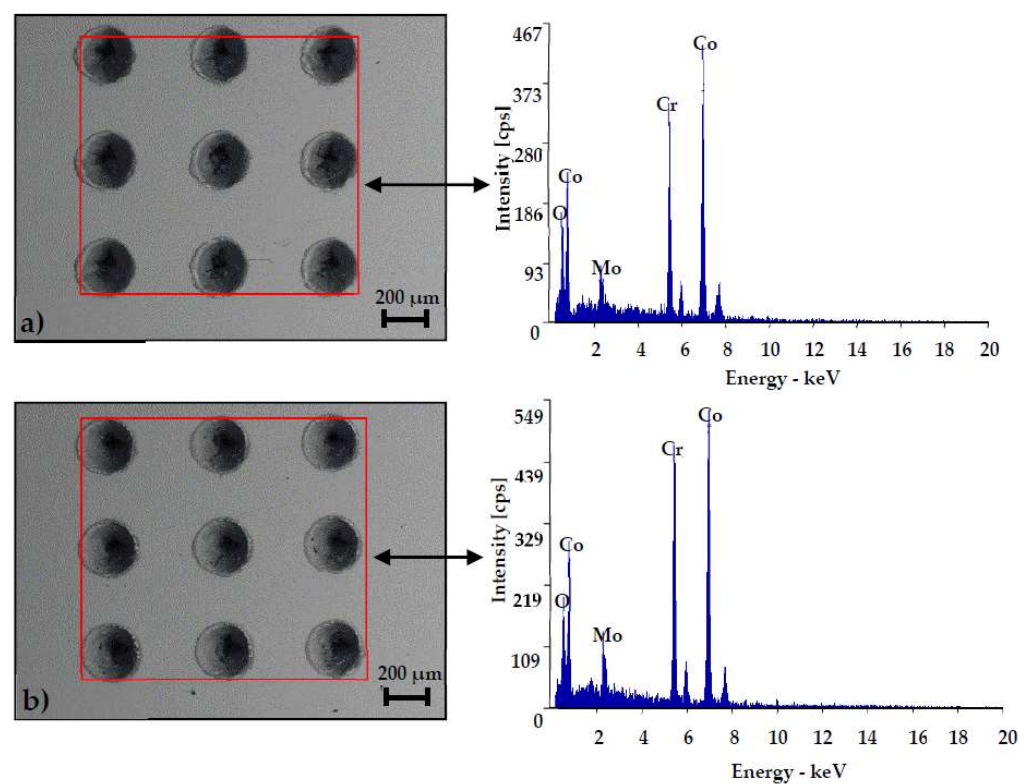 a)
200 µm
Intensity [cps]
467
373
280
186
93
0
Co
Cr
Co
O
Mo
2 4 6 8 10 12 14 16 18 20
Energy - keV
b)
200 µm
Intensity [cps]
549
439
329
219
109
0
Co
Cr
Co
O
Mo
2 4 6 8 10 12 14 16 18 20
Energy - keV